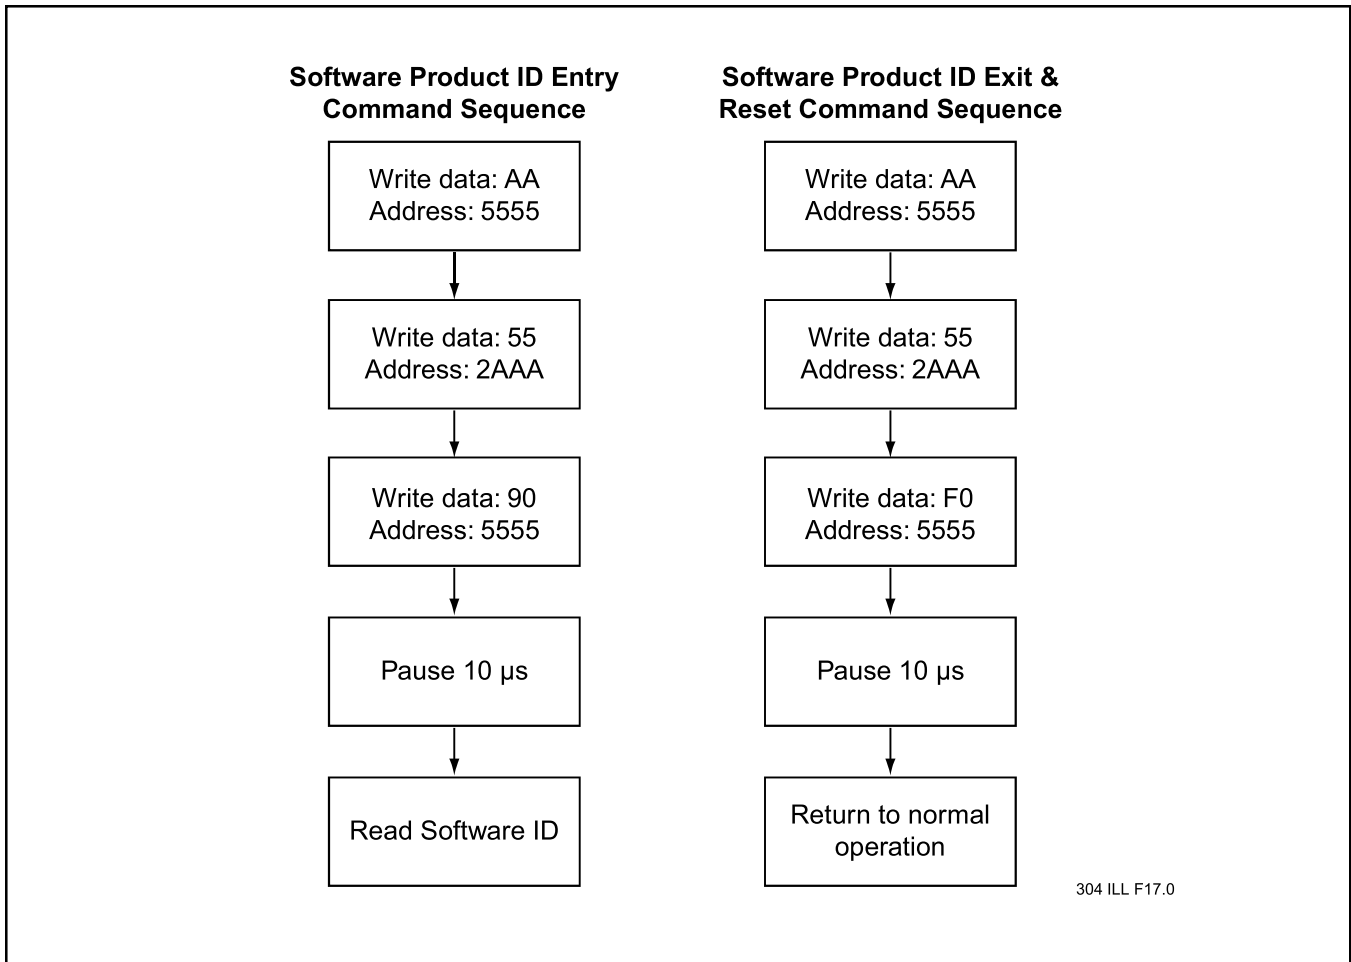 Software Product ID Entry
Command Sequence
Write data: AA
Address: 5555
Write data: 55
Address: 2AAA
Write data: 90
Address: 5555
Pause 10 µs
Read Software ID
Software Product ID Exit &
Reset Command Sequence
Write data: AA
Address: 5555
Write data: 55
Address: 2AAA
Write data: F0
Address: 5555
Pause 10 µs
Return to normal
operation
304 ILL F17.0